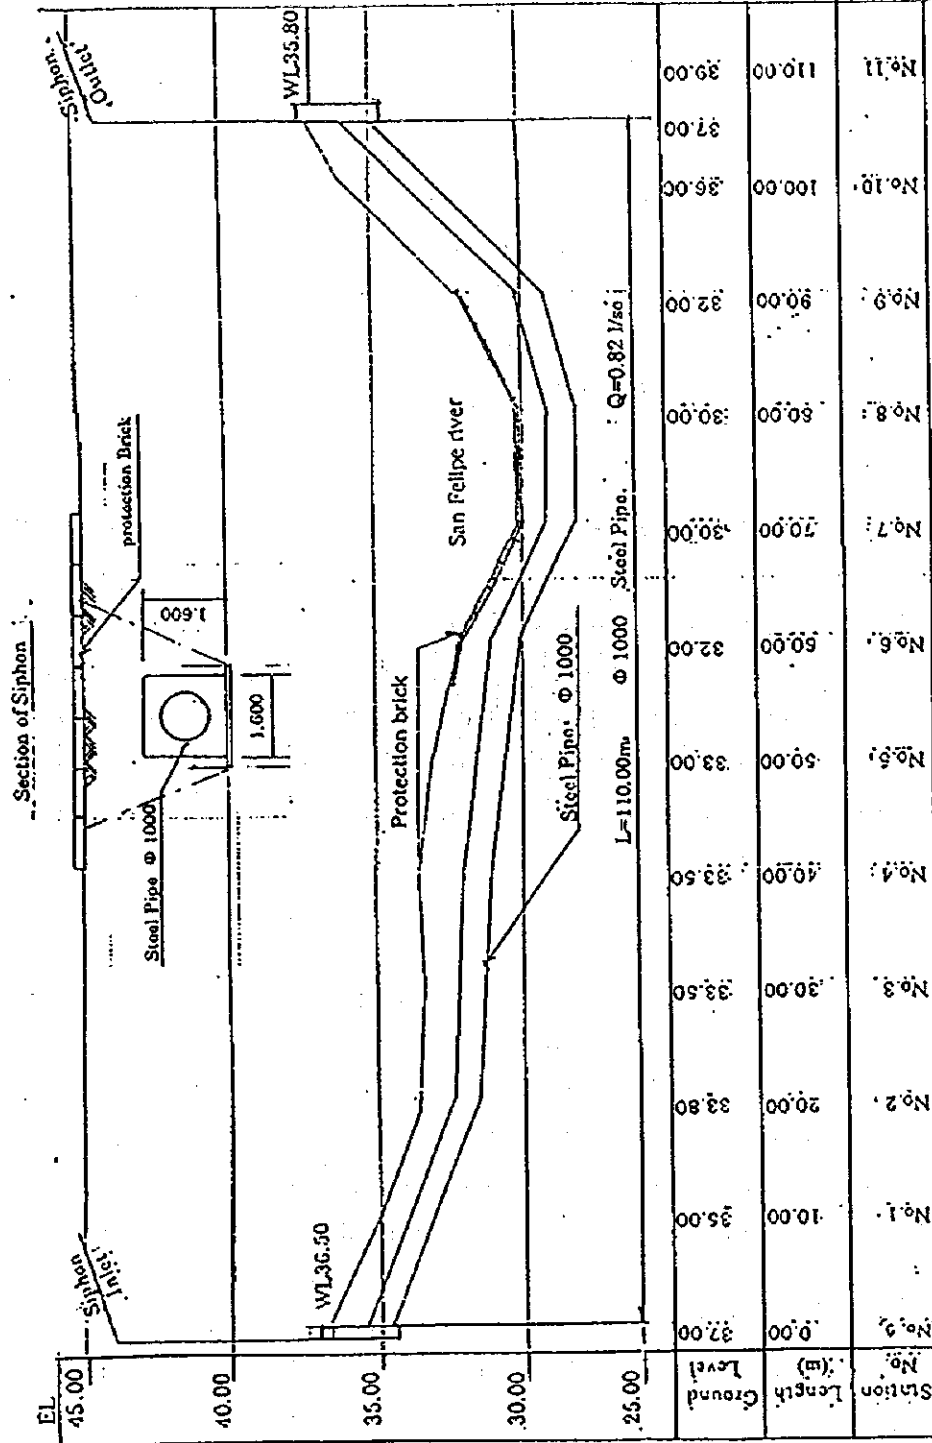 Section of Siphon
EL
45.00
40.00
35.00
30.00
25.00
Siphon
Inlet
Siphon
Outlet
protection Brick
Steel Pipe Φ 1000
1.600
1.600
WL36.50
WL35.80
San Felipe river
Protection brick
Steel Pipe. Φ 1000
L=110.00m Φ 1000 Steel Pipe. Q=0.82 l/s
Ground Level 37.00 35.00 33.80 33.50 33.50 33.00 32.00 30.00 30.00 32.00 36.00 37.00 39.00
Length (m) 0.00 10.00 20.00 30.00 40.00 50.00 60.00 70.00 80.00 90.00 100.00 110.00
Station No. No.1 No.2 No.3 No.4 No.5 No.6 No.7 No.8 No.9 No.10 No.11